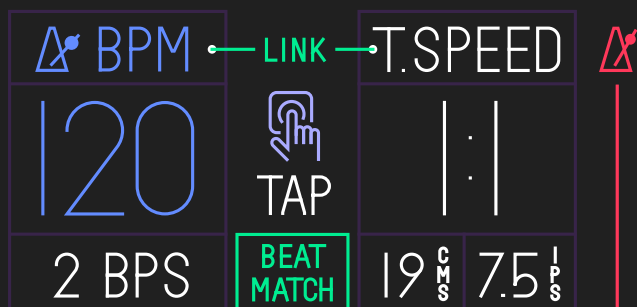 BPM
LINK
T.SPEED
120
TAP
1:1
2 BPS
BEAT
MATCH
19 CMS
7.5 IPS